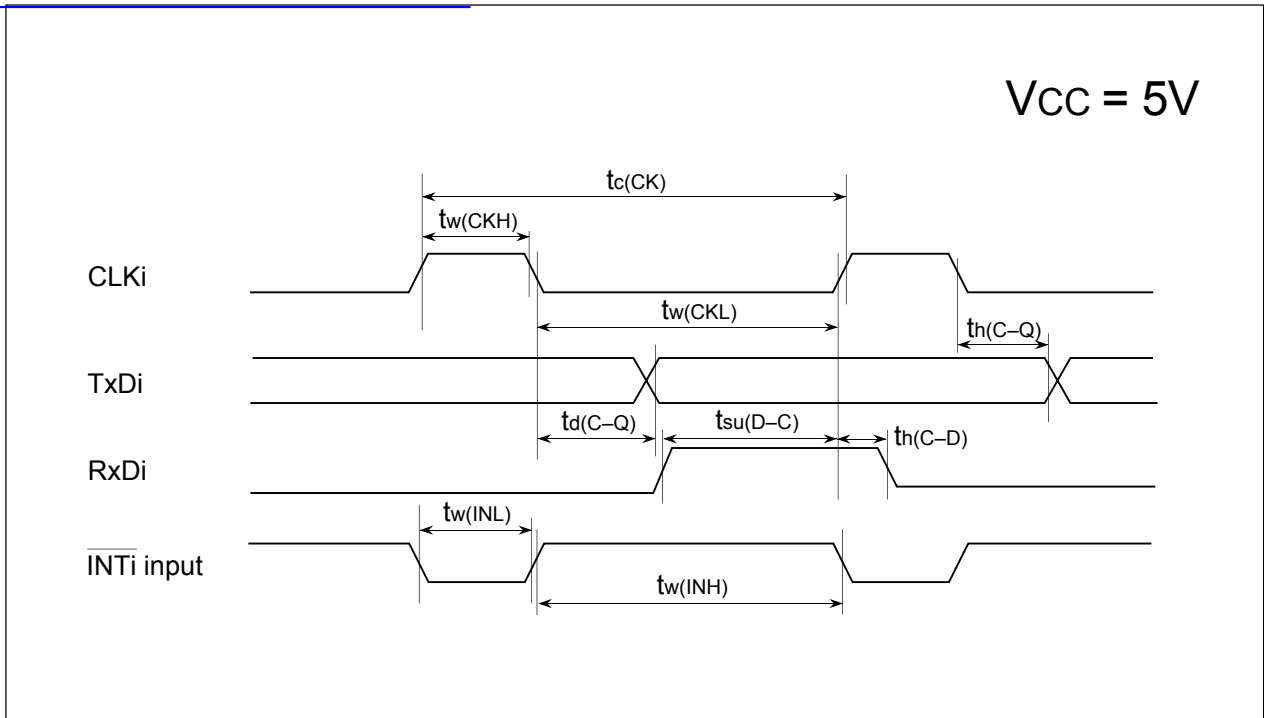 VCC = 5V
tc(CK)
tw(CKH)
CLKi
tw(CKL)
th(C–Q)
TxDi
td(C–Q)
tsu(D–C)
th(C–D)
RxDi
tw(INL)
INTi input
tw(INH)